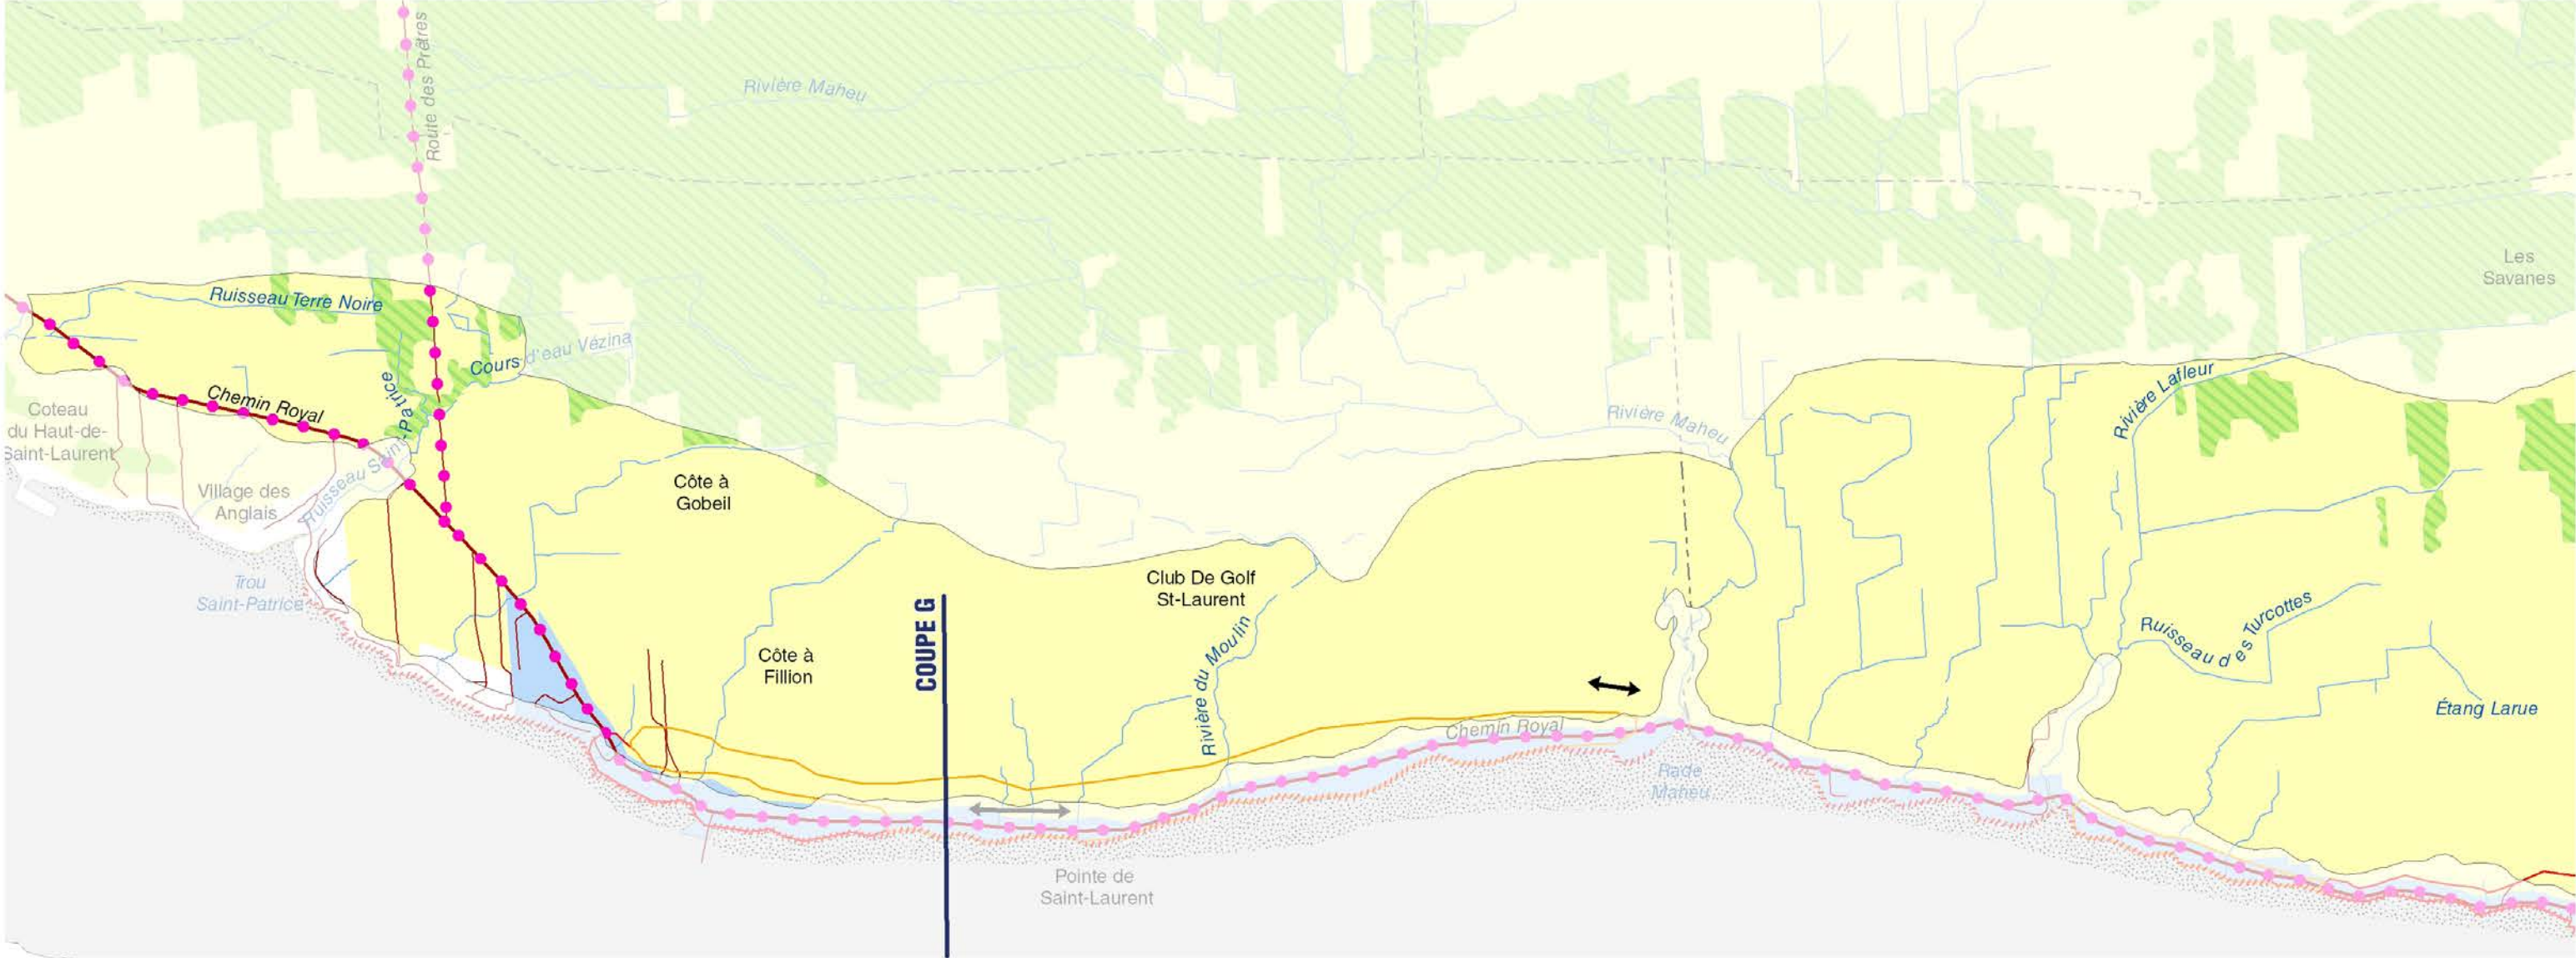 Route des Prêtres
Rivière Maheu
Les
Savanes
Ruisseau Terre Noire
Cours d'eau Vézina
Chemin Royal
Ruisseau Saint-Patrice
Coteau
du Haut-de-
Saint-Laurent
Village des
Anglais
Trou
Saint-Patrice
Côte à
Gobeil
Côte à
Fillion
COUPE G
Club De Golf
St-Laurent
Rivière du Moulin
Pointe de
Saint-Laurent
Chemin Royal
Rade
Maheu
Rivière Maheu
Rivière Lafleur
Ruisseau des Turcottes
Étang Larue